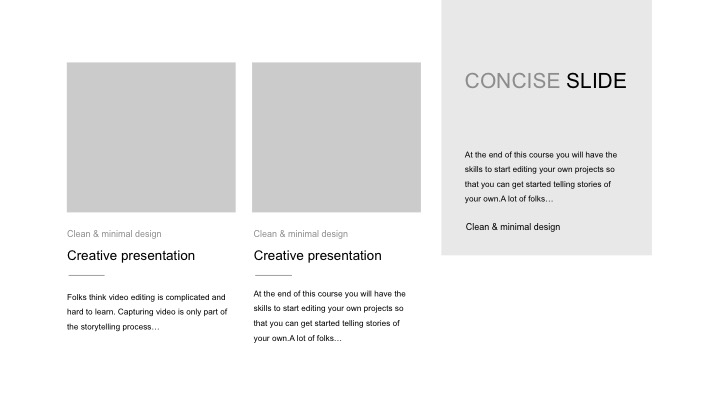 CONCISE SLIDE
At the end of this course you will have the
skills to start editing your own projects so
that you can get started telling stories of
your own.A lot of folks…
Clean & minimal design
Clean & minimal design
Creative presentation
Folks think video editing is complicated and
hard to learn. Capturing video is only part of
the storytelling process…
Clean & minimal design
Creative presentation
At the end of this course you will have the
skills to start editing your own projects so
that you can get started telling stories of
your own.A lot of folks…